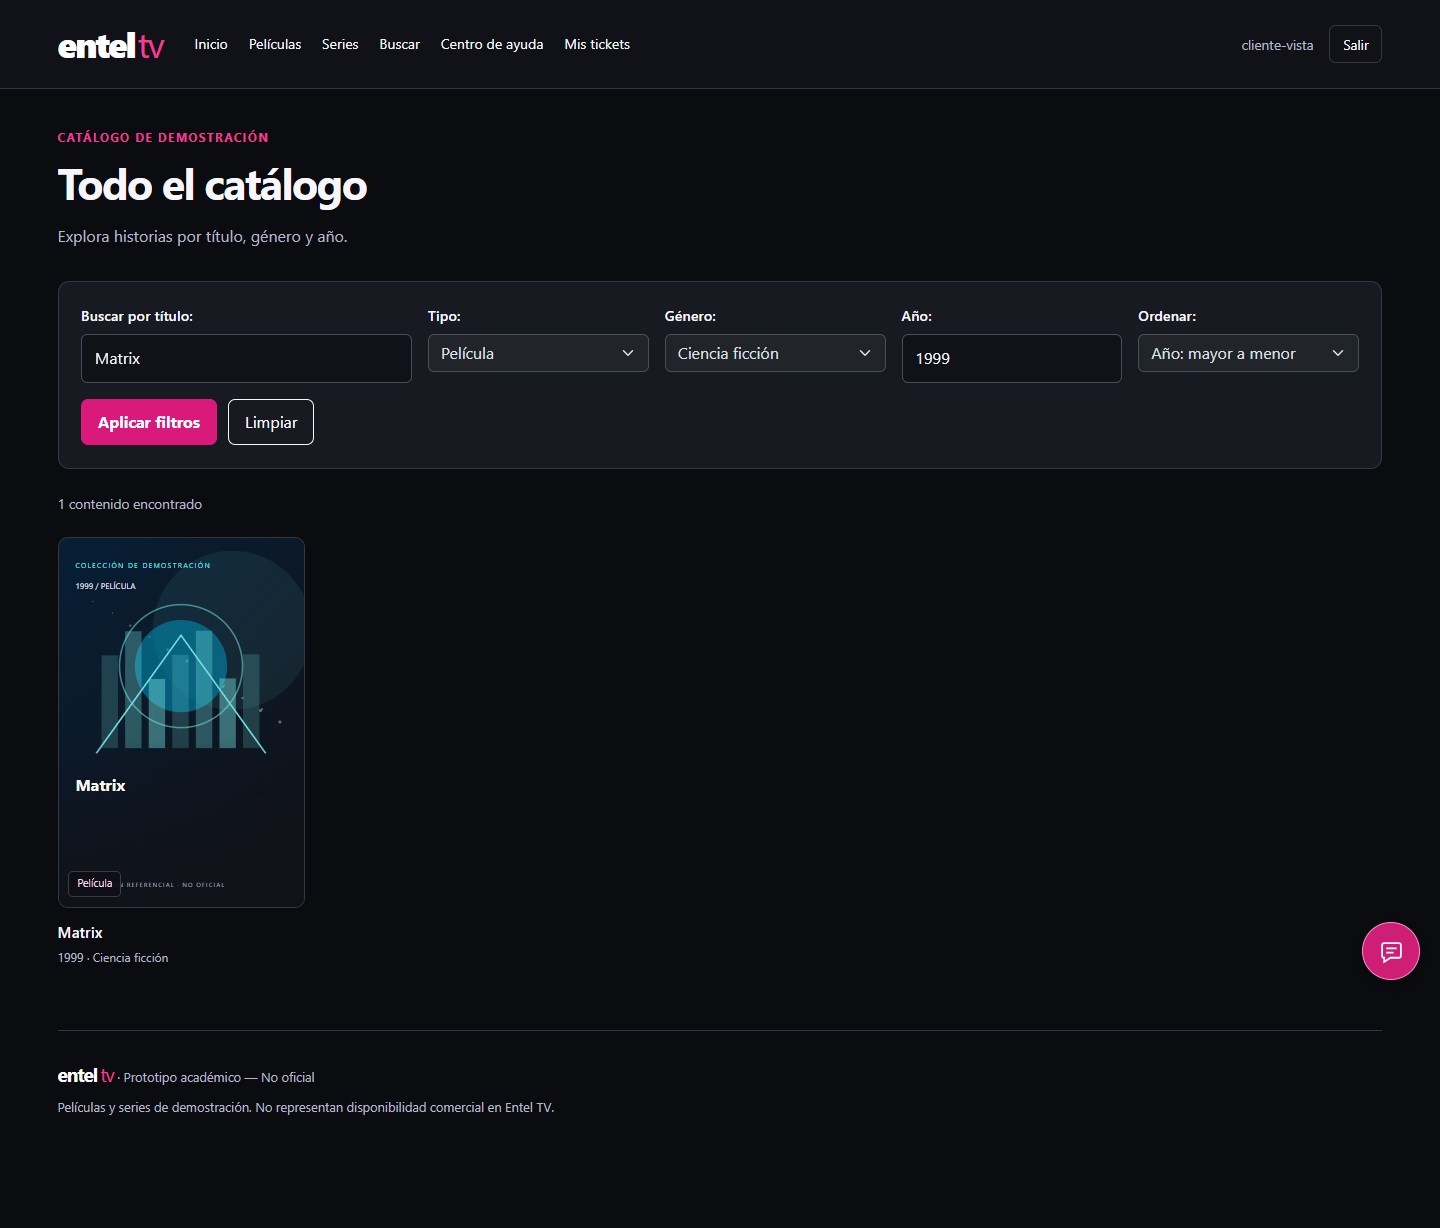 entel tv Inicio Películas Series Buscar Centro de ayuda Mis tickets cliente-vista Salir
CATÁLOGO DE DEMOSTRACIÓN
Todo el catálogo
Explora historias por título, género y año.
Buscar por título: Tipo: Género: Año: Ordenar:
Matrix Película Ciencia ficción 1999 Año: mayor a menor
Aplicar filtros Limpiar
1 contenido encontrado
COLECCIÓN DE DEMOSTRACIÓN
1999 / PELÍCULA
Matrix
Película REFERENCIAL · NO OFICIAL
Matrix
1999 · Ciencia ficción
entel tv · Prototipo académico — No oficial
Películas y series de demostración. No representan disponibilidad comercial en Entel TV.